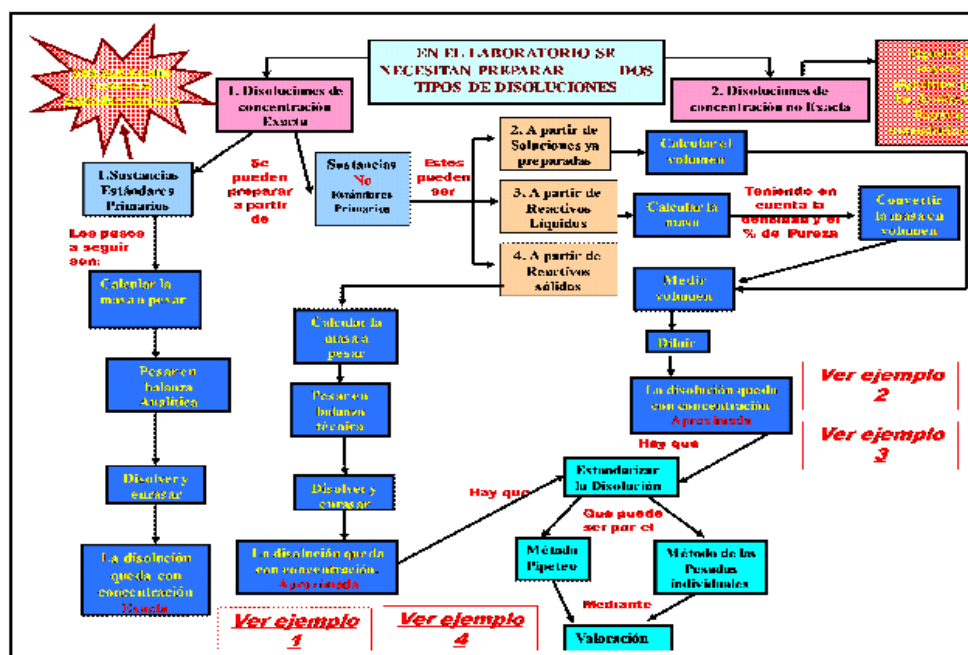 EN EL LABORATORIO SE
NECESITAN PREPARAR DOS
TIPOS DE DISOLUCIONES
1. Disoluciones de
concentración
Exacta
2. Disoluciones de
concentración no Exacta
1.Sustancias
Estándares
Primarios
Se
pueden
preparar
a partir
de
Sustancias
No
Estándares
Primarios
Estos
pueden
ser
2. A partir de
Soluciones ya
preparadas
Calcular el
volumen
3. A partir de
Reactivos
Líquidos
Calcular la
masa
Teniendo en
cuenta la
densidad y el
% de Pureza
Convertir
la masa en
volumen
4. A partir de
Reactivos
sólidos
Medir
volumen
Diluir
La disolución queda
con concentración
Aproximada
Los pasos
a seguir
son:
Calcular la
masa a pesar
Pesar en
balanza
Analítica
Disolver y
enrasar
La disolución
queda con
concentración
Exacta
Calcular la
masa a
pesar
Pesar en
balanza
técnica
Disolver y
enrasar
La disolución queda
con concentración
Aproximada
Hay que
Hay que
Estandarizar
la Disolución
Que puede
ser por el
Método
Pipeteo
Método de las
Pesadas
individuales
Mediante
Valoración
Ver ejemplo
1
Ver ejemplo
4
Ver ejemplo
2
Ver ejemplo
3